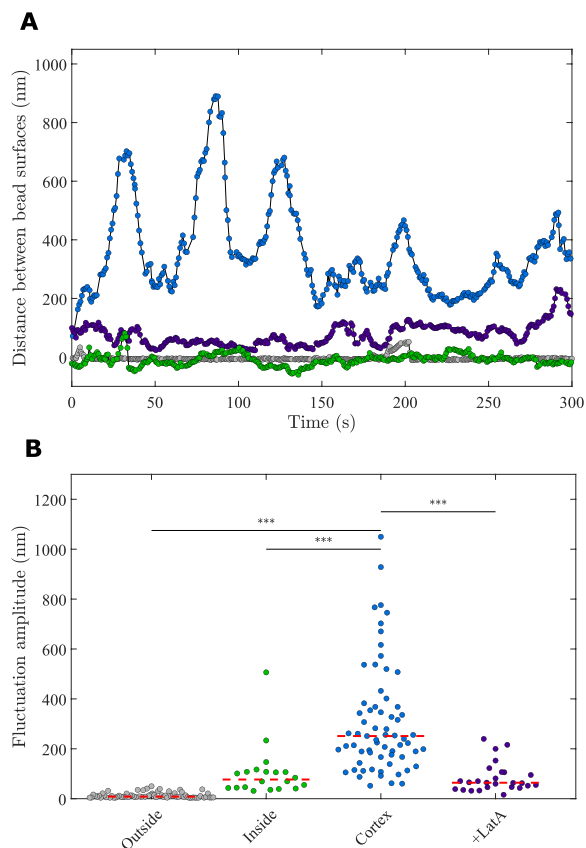 A
Distance between bead surfaces (nm)
1000
800
600
400
200
0
0 50 100 150 200 250 300
Time (s)
B
Fluctuation amplitude (nm)
1200
1000
800
600
400
200
0
***
***
***
Outside Inside Cortex +LatA